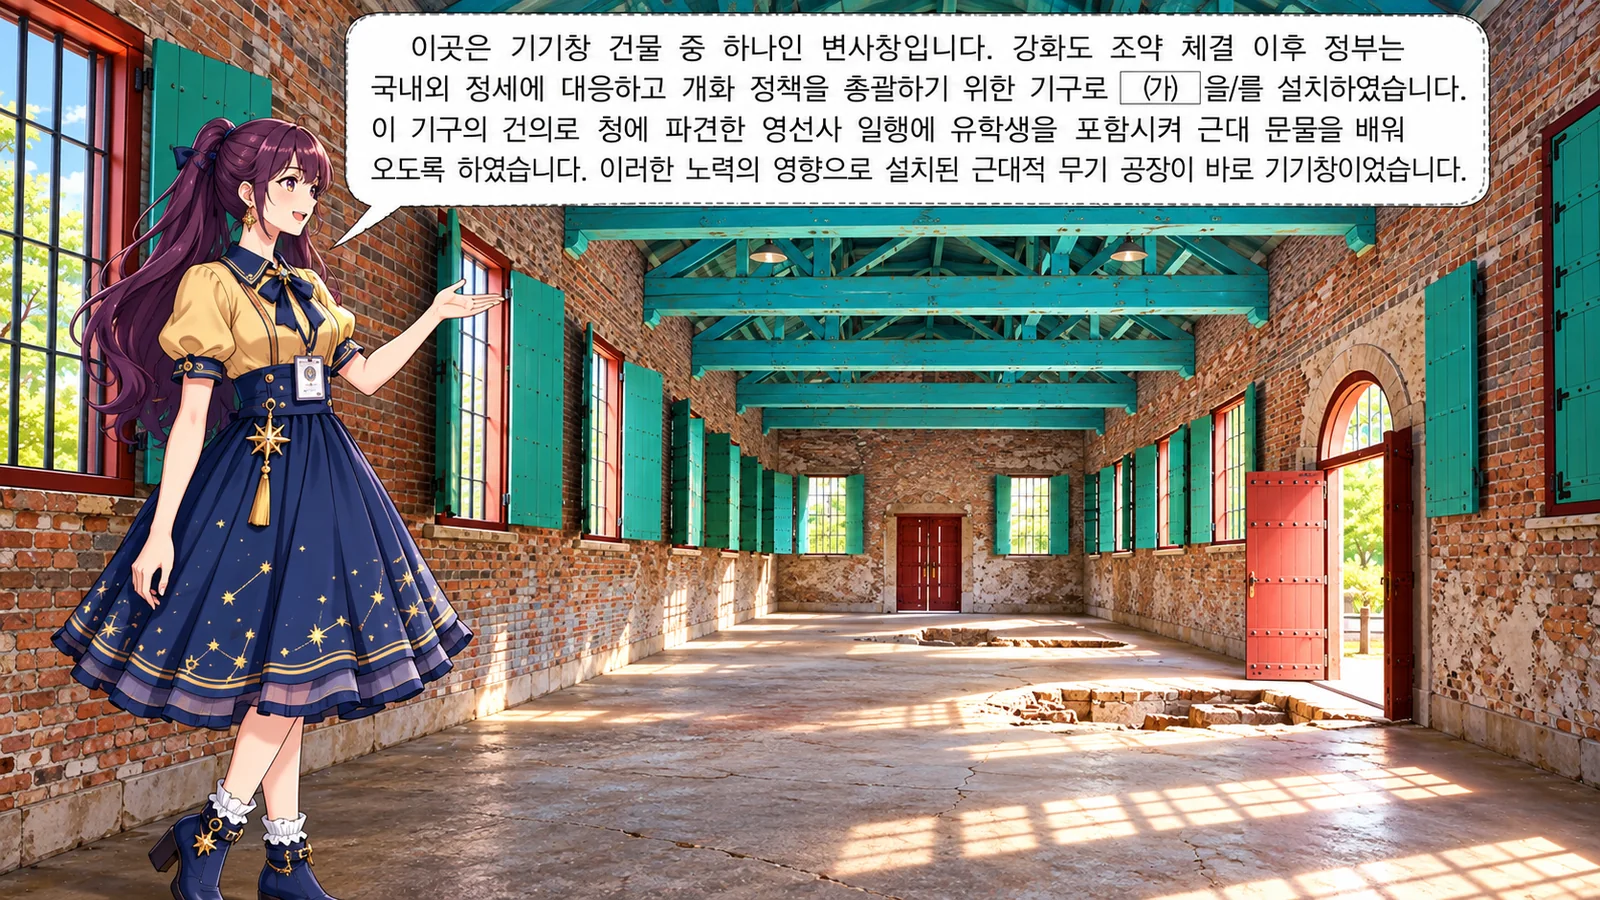 이곳은 기기창 건물 중 하나인 변사창입니다. 강화도 조약 체결 이후 정부는
국내외 정세에 대응하고 개화 정책을 총괄하기 위한 기구로 (가) 을/를 설치하였습니다.
이 기구의 건의로 청에 파견한 영선사 일행에 유학생을 포함시켜 근대 문물을 배워
오도록 하였습니다. 이러한 노력의 영향으로 설치된 근대적 무기 공장이 바로 기기창이었습니다.